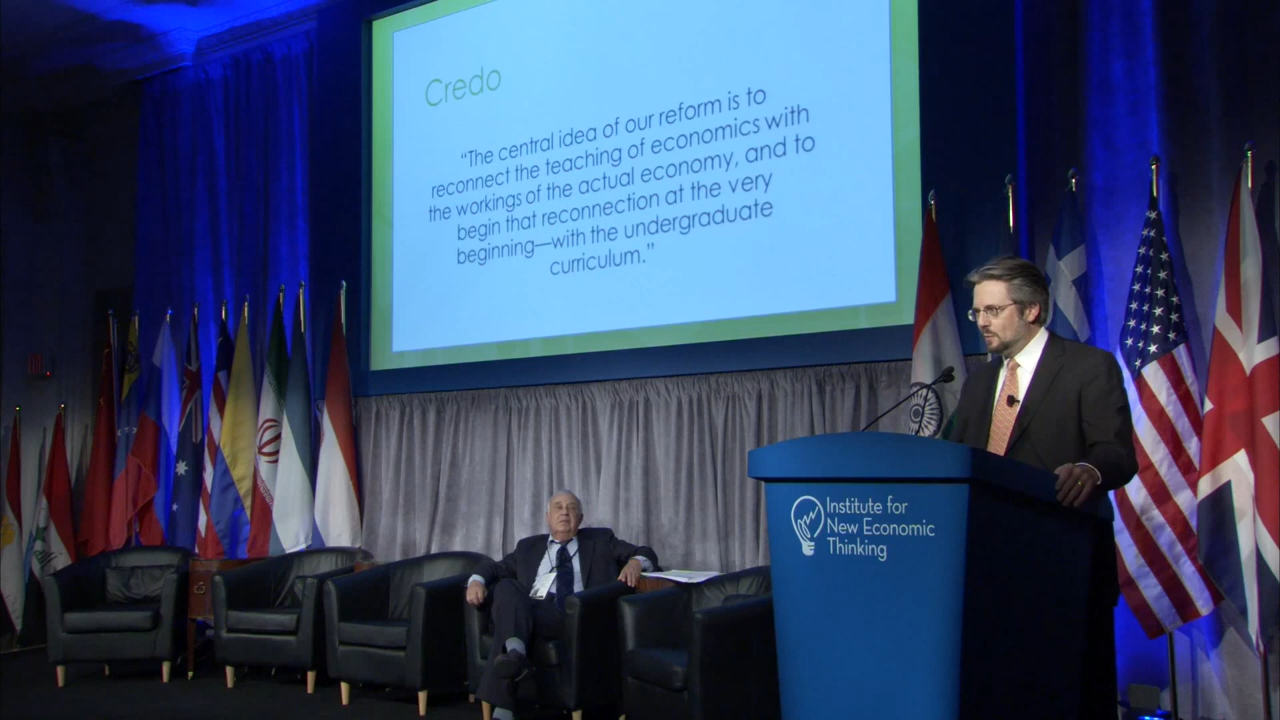 Credo
“The central idea of our reform is to
reconnect the teaching of economics with
the workings of the actual economy, and to
begin that reconnection at the very
beginning—with the undergraduate
curriculum.”
Institute for
New Economic
Thinking